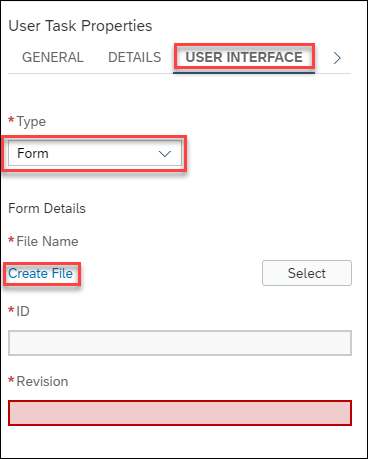 User Task Properties
GENERAL DETAILS USER INTERFACE
*Type
Form
Form Details
*File Name
Create File Select
*ID
*Revision